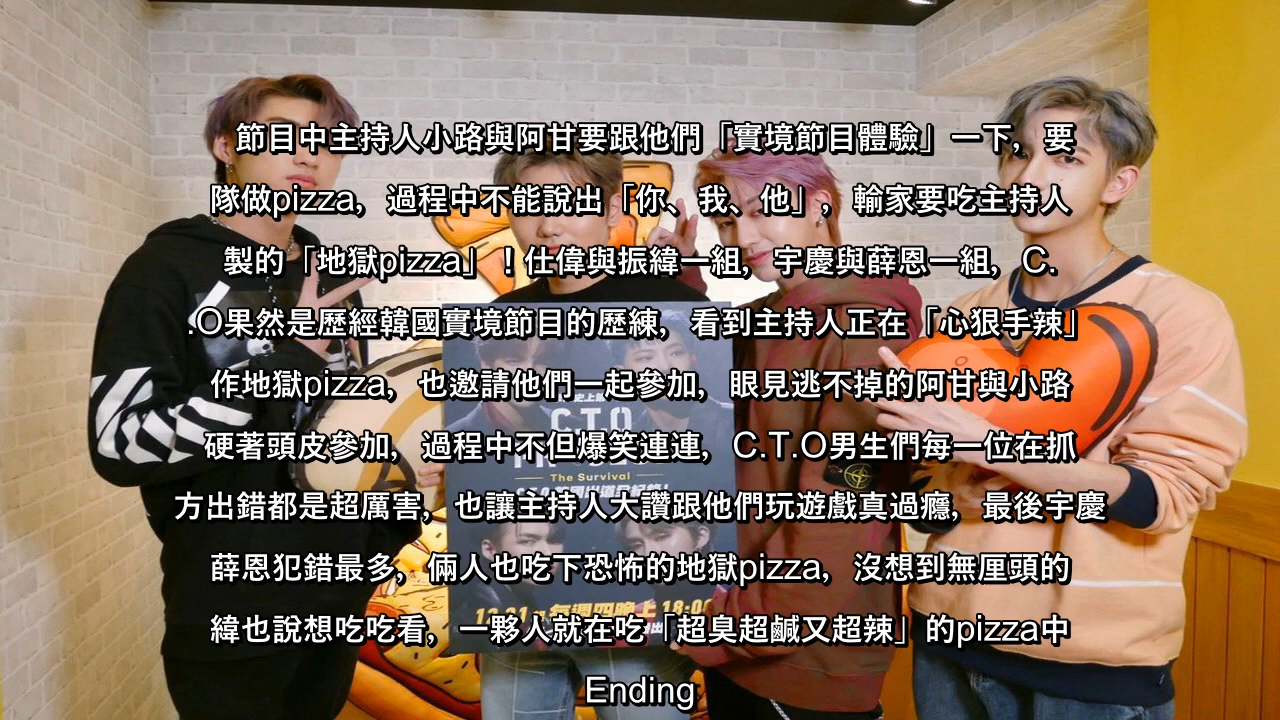 節目中主持人小路與阿甘要跟他們「實境節目體驗」一下，要
隊做pizza，過程中不能說出「你、我、他」，輸家要吃主持人
製的「地獄pizza」！仕偉與振緯一組，宇慶與薛恩一組，C.
.O果然是歷經韓國實境節目的歷練，看到主持人正在「心狠手辣」
作地獄pizza，也邀請他們一起參加，眼見逃不掉的阿甘與小路
硬著頭皮參加，過程中不但爆笑連連，C.T.O男生們每一位在抓
方出錯都是超厲害，也讓主持人大讚跟他們玩遊戲真過癮，最後宇慶
薛恩犯錯最多，倆人也吃下恐怖的地獄pizza，沒想到無厘頭的
緯也說想吃吃看，一夥人就在吃「超臭超鹹又超辣」的pizza中
Ending
C.T.O
The Survival
12.31
每週四晚上18:00